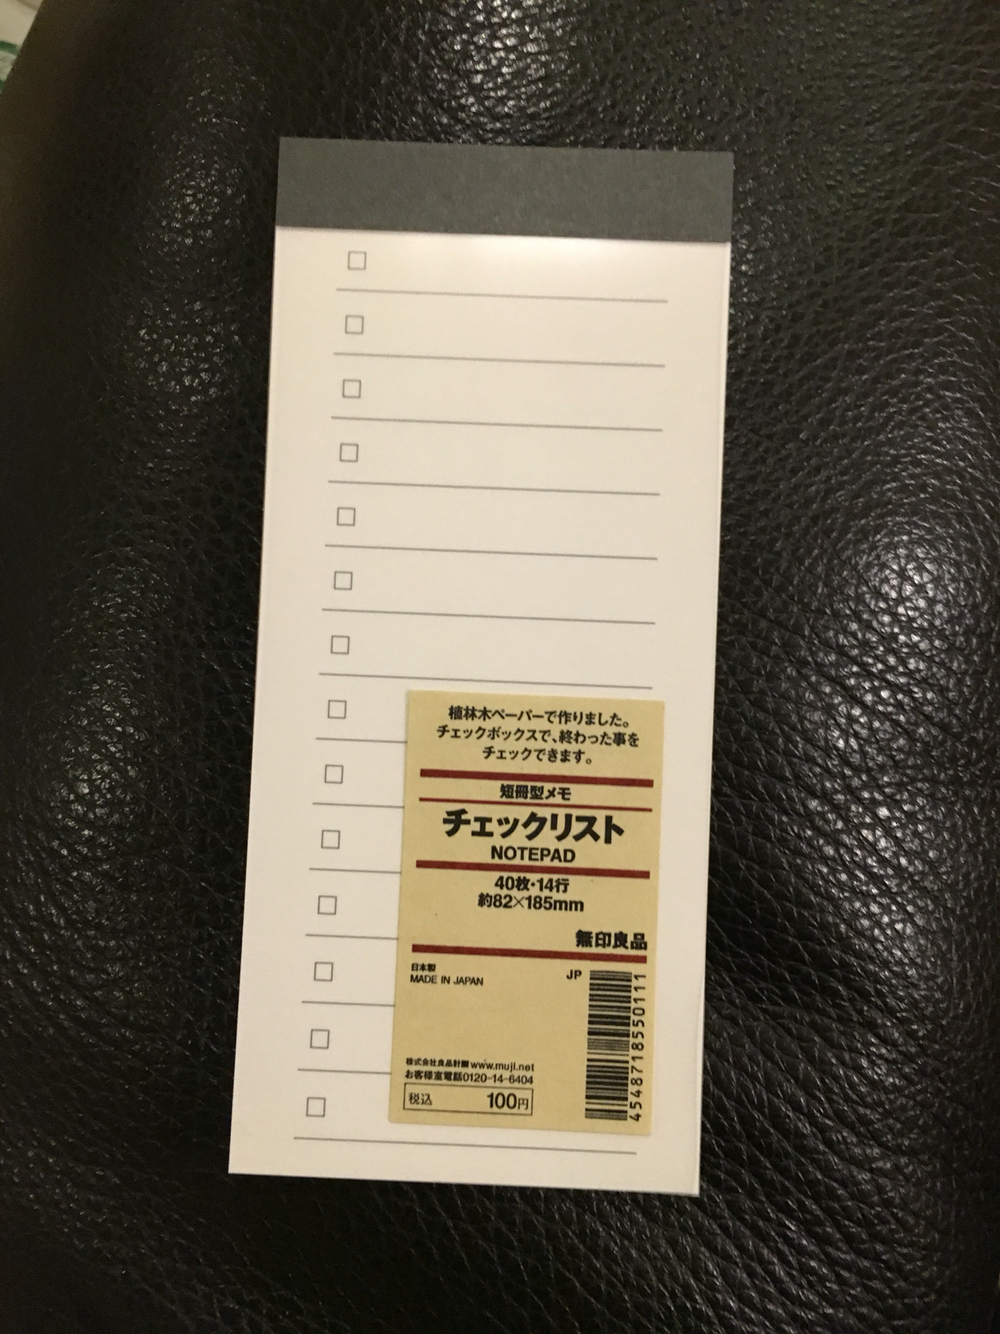 植林木ペーパーで作りました。
チェックボックスで、終わった事を
チェックできます。
短冊型メモ
チェックリスト
NOTEPAD
40枚・14行
約82×185mm
無印良品
日本製
MADE IN JAPAN
JP
株式会社良品計画 www.muji.net
お客様室電話0120-14-6404
税込 100円
4548718550111